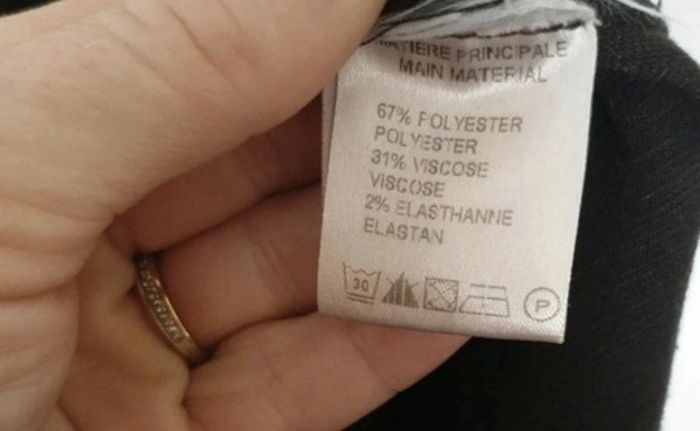 MATIERE PRINCIPALE
MAIN MATERIAL
67% POLYESTER
POLYESTER
31% VISCOSE
VISCOSE
2% ELASTHANNE
ELASTAN
30
P